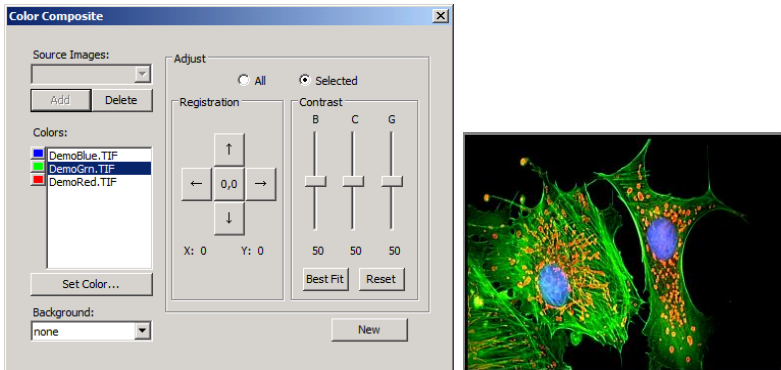 Color Composite
Source Images:
Add
Delete
Colors:
DemoBlue.TIF
DemoGrn.TIF
DemoRed.TIF
Set Color...
Background:
none
Adjust
All
Selected
Registration
↑
← 0,0 →
↓
X: 0 Y: 0
Contrast
B C G
50 50 50
Best Fit
Reset
New